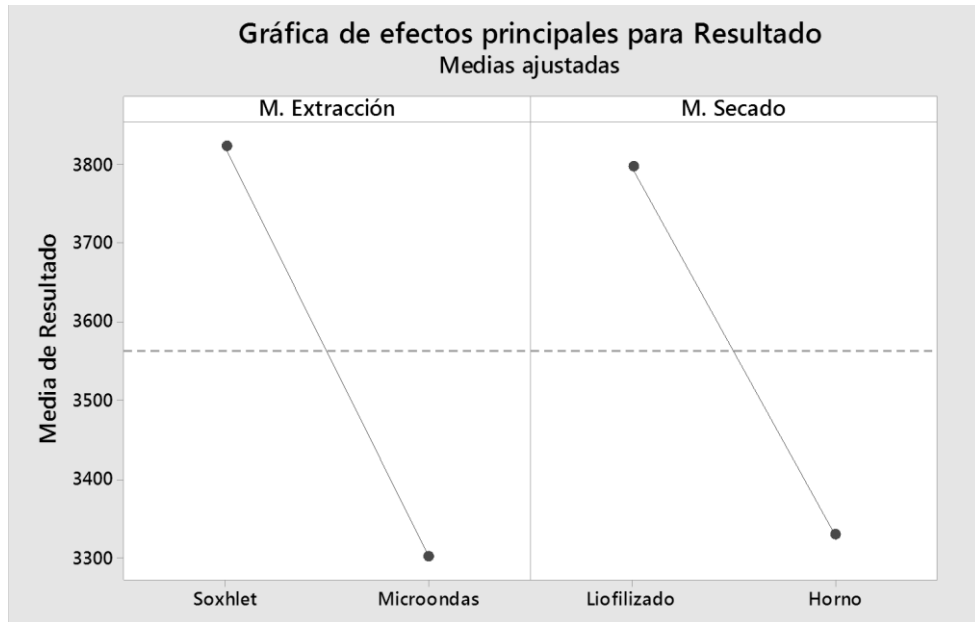 Gráfica de efectos principales para Resultado
Medias ajustadas
M. Extracción
M. Secado
Media de Resultado
3800
3700
3600
3500
3400
3300
Soxhlet
Microondas
Liofilizado
Horno